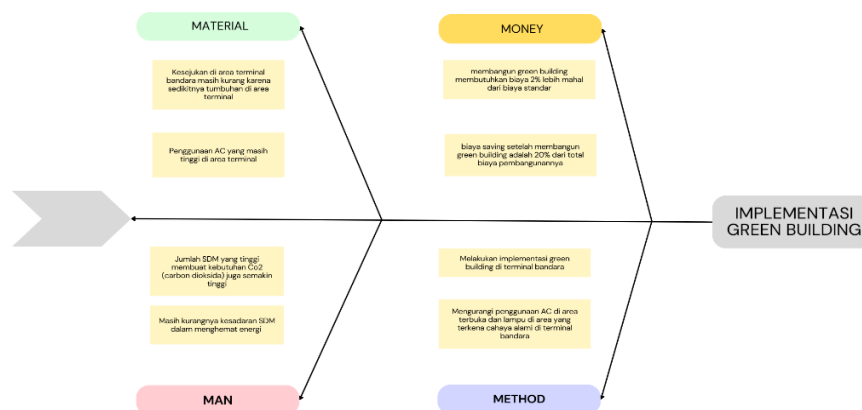 MATERIAL
MONEY
Kesejukan di area terminal
bandara masih kurang karena
sedikitnya tumbuhan di area
terminal
membangun green building
membutuhkan biaya 2% lebih mahal
dari biaya standar
Penggunaan AC yang masih
tinggi di area terminal
biaya saving setelah membangun
green building adalah 20% dari total
biaya pembangunannya
IMPLEMENTASI
GREEN BUILDING
Jumlah SDM yang tinggi
membuat kebutuhan Co2
(carbon dioksida) juga semakin
tinggi
Melakukan implementasi green
building di terminal bandara
Masih kurangnya kesadaran SDM
dalam menghemat energi
Mengurangi penggunaan AC di area
terbuka dan lampu di area yang
terkena cahaya alami di terminal
bandara
MAN
METHOD